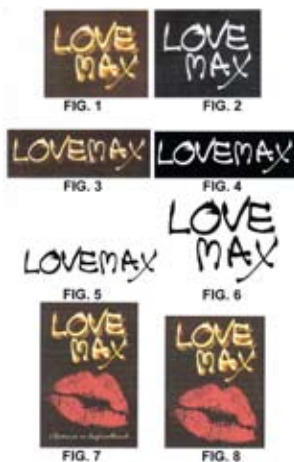 LOVE
MAX
FIG. 1
LOVE
MAX
FIG. 2
LOVEMAX
FIG. 3
LOVEMAX
FIG. 4
LOVEMAX
FIG. 5
LOVE
MAX
FIG. 6
LOVE
MAX
FIG. 7
LOVE
MAX
FIG. 8